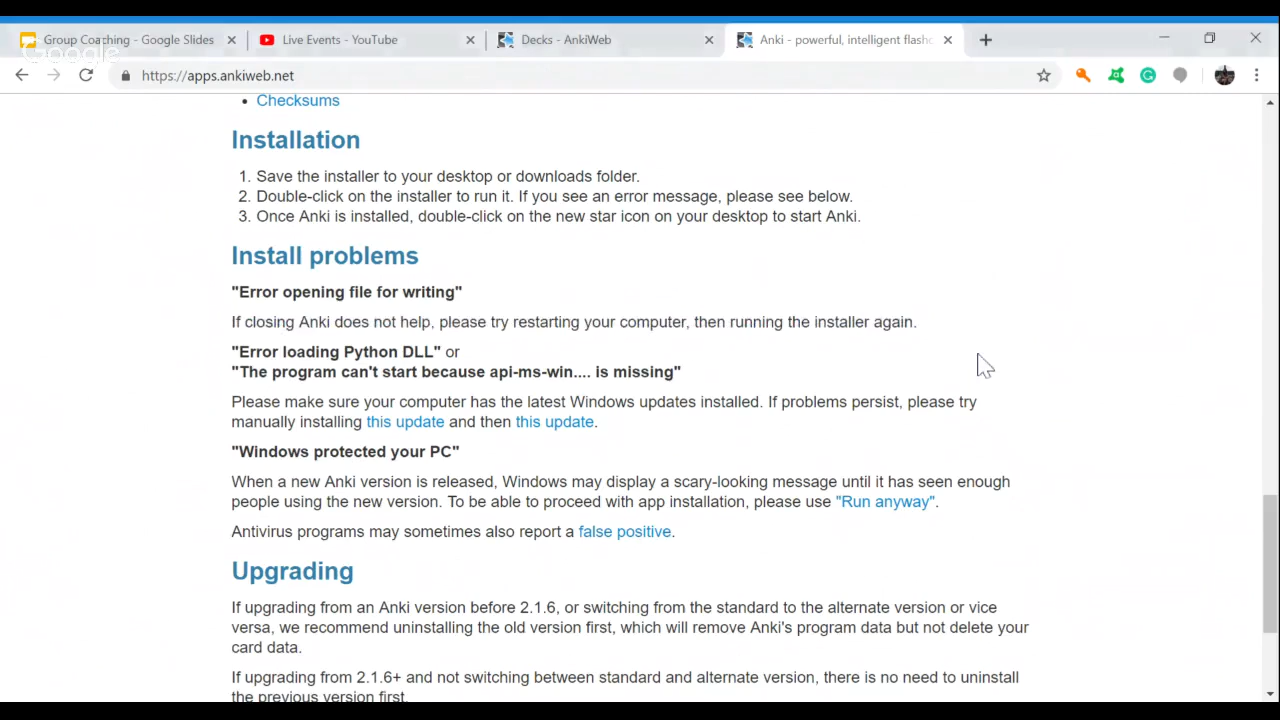 Group Coaching - Google Slides
Live Events - YouTube
Decks - AnkiWeb
Anki - powerful, intelligent flashc
Google
https://apps.ankiweb.net
• Checksums
Installation
1. Save the installer to your desktop or downloads folder.
2. Double-click on the installer to run it. If you see an error message, please see below.
3. Once Anki is installed, double-click on the new star icon on your desktop to start Anki.
Install problems
"Error opening file for writing"
If closing Anki does not help, please try restarting your computer, then running the installer again.
"Error loading Python DLL" or
"The program can't start because api-ms-win.... is missing"
Please make sure your computer has the latest Windows updates installed. If problems persist, please try
manually installing this update and then this update.
"Windows protected your PC"
When a new Anki version is released, Windows may display a scary-looking message until it has seen enough
people using the new version. To be able to proceed with app installation, please use "Run anyway".
Antivirus programs may sometimes also report a false positive.
Upgrading
If upgrading from an Anki version before 2.1.6, or switching from the standard to the alternate version or vice
versa, we recommend uninstalling the old version first, which will remove Anki's program data but not delete your
card data.
If upgrading from 2.1.6+ and not switching between standard and alternate version, there is no need to uninstall
the previous version first.